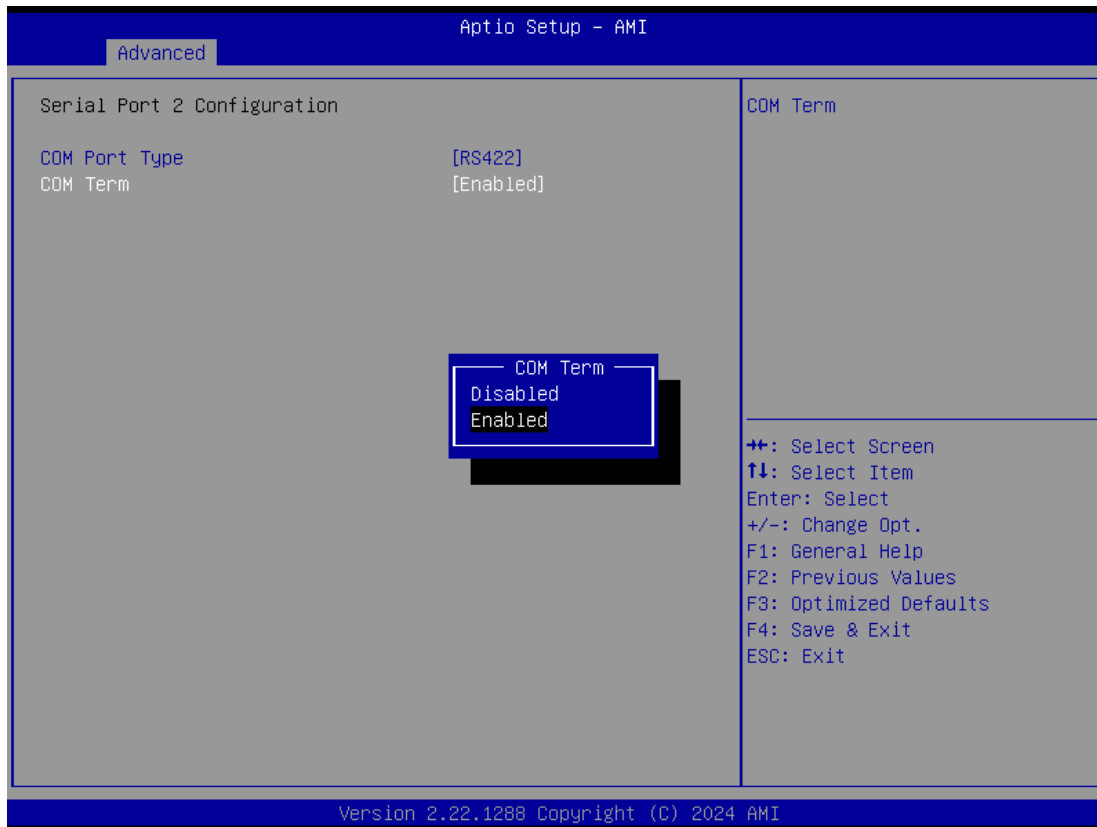 Aptio Setup – AMI
Advanced
Serial Port 2 Configuration
COM Port Type [RS422]
COM Term [Enabled]
COM Term
COM Term
Disabled
Enabled
→←: Select Screen
↑↓: Select Item
Enter: Select
+/-: Change Opt.
F1: General Help
F2: Previous Values
F3: Optimized Defaults
F4: Save & Exit
ESC: Exit
Version 2.22.1288 Copyright (C) 2024 AMI